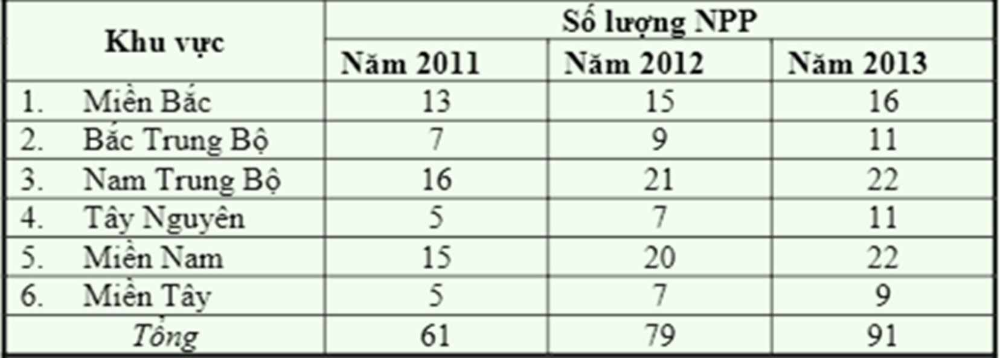 Khu vực
Số lượng NPP
Năm 2011 Năm 2012 Năm 2013
1. Miền Bắc 13 15 16
2. Bắc Trung Bộ 7 9 11
3. Nam Trung Bộ 16 21 22
4. Tây Nguyên 5 7 11
5. Miền Nam 15 20 22
6. Miền Tây 5 7 9
Tổng 61 79 91